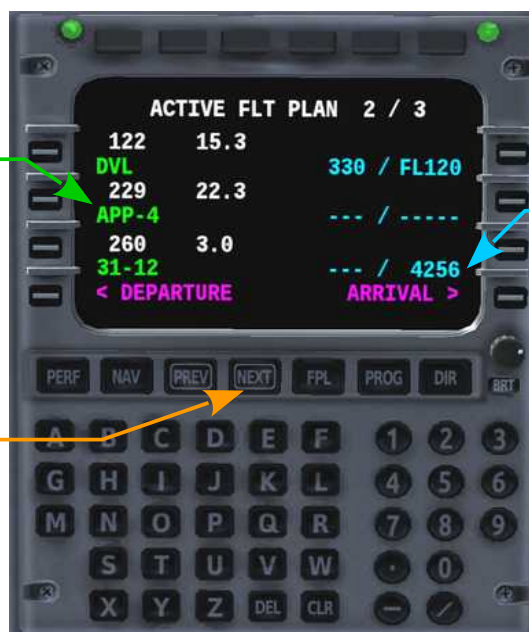 ACTIVE FLT PLAN 2 / 3
122 15.3
DVL 330 / FL120
229 22.3
APP-4 --- / -----
260 3.0
31-12 --- / 4256
< DEPARTURE ARRIVAL >
PERF NAV PREV NEXT FPL PROG DIR BRT
A B C D E F 1 2 3
G H I J K L 4 5 6
M N O P Q R 7 8 9
S T U V W · 0
X Y Z DEL CLR — /